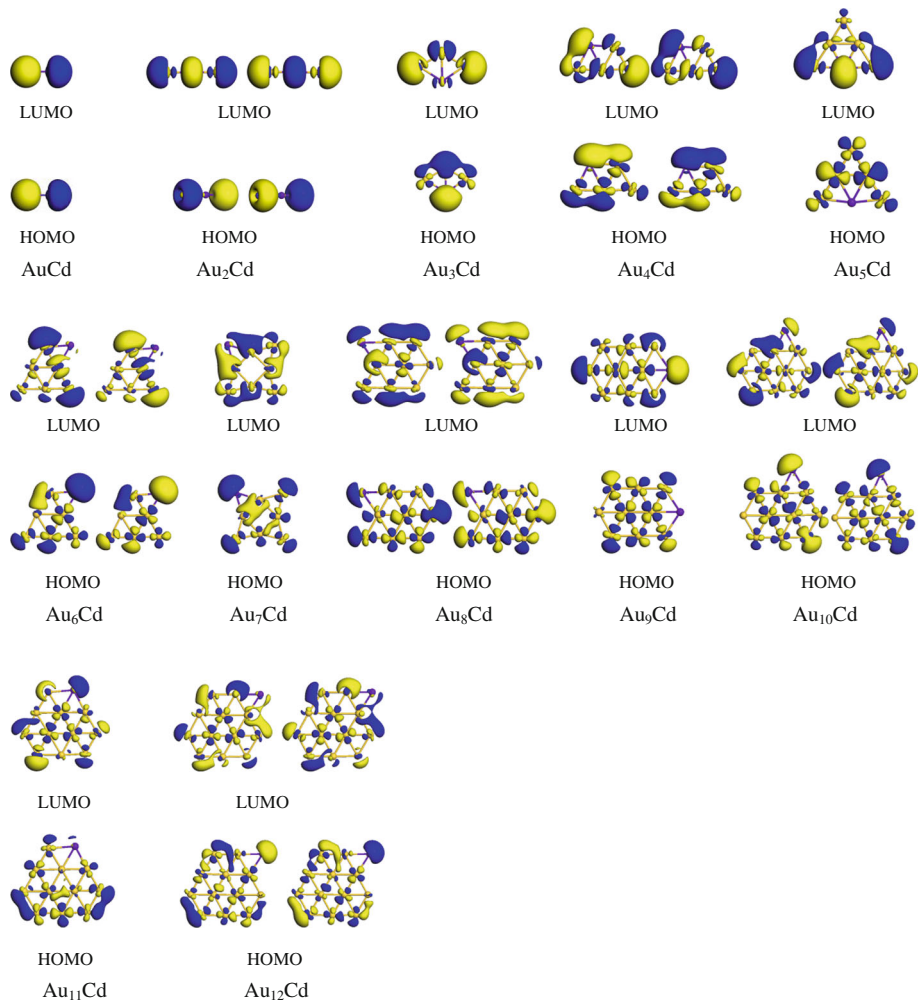 LUMO LUMO LUMO LUMO LUMO
HOMO HOMO HOMO HOMO HOMO
AuCd Au₂Cd Au₃Cd Au₄Cd Au₅Cd
LUMO LUMO LUMO LUMO LUMO
HOMO HOMO HOMO HOMO HOMO
Au₆Cd Au₇Cd Au₈Cd Au₉Cd Au₁₀Cd
LUMO LUMO
HOMO HOMO
Au₁₁Cd Au₁₂Cd